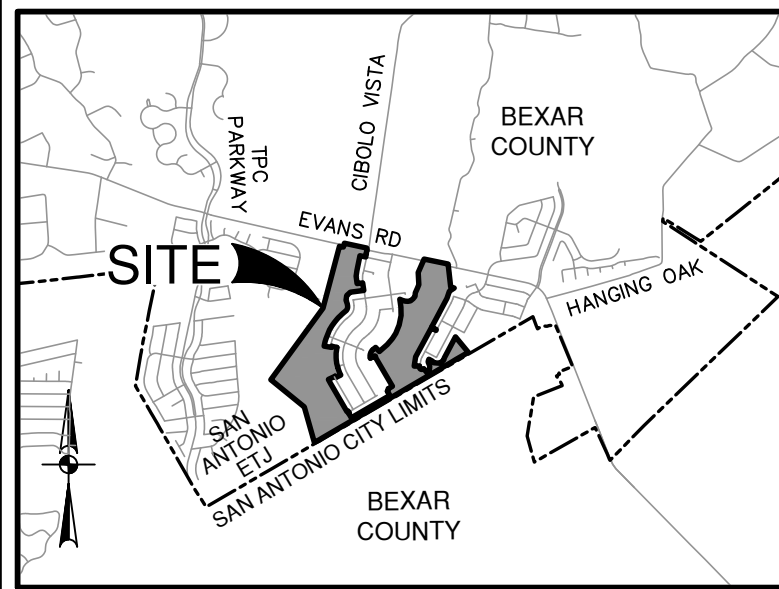 BEXAR
COUNTY
CIBOLO VISTA
TPC
PARKWAY
EVANS RD
SITE
HANGING OAK
SAN
ANTONIO
ETJ
SAN ANTONIO CITY LIMITS
BEXAR
COUNTY